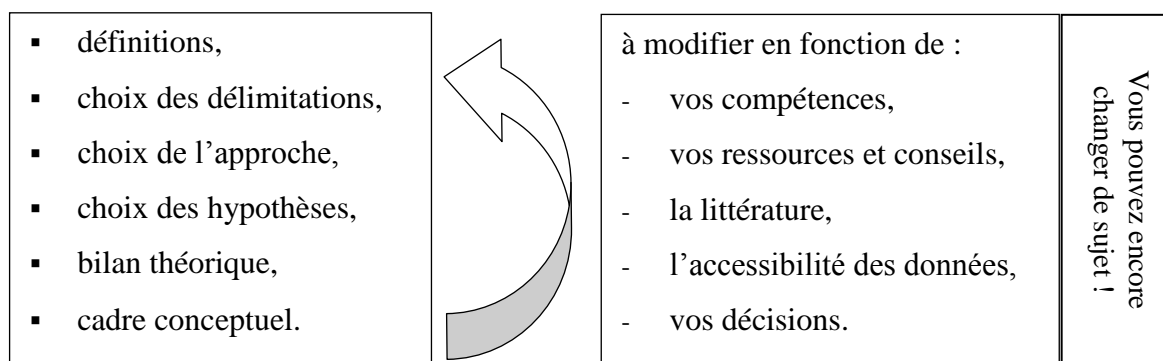 ▪ définitions,
▪ choix des délimitations,
▪ choix de l’approche,
▪ choix des hypothèses,
▪ bilan théorique,
▪ cadre conceptuel.
à modifier en fonction de :
- vos compétences,
- vos ressources et conseils,
- la littérature,
- l’accessibilité des données,
- vos décisions.
Vous pouvez encore
changer de sujet !